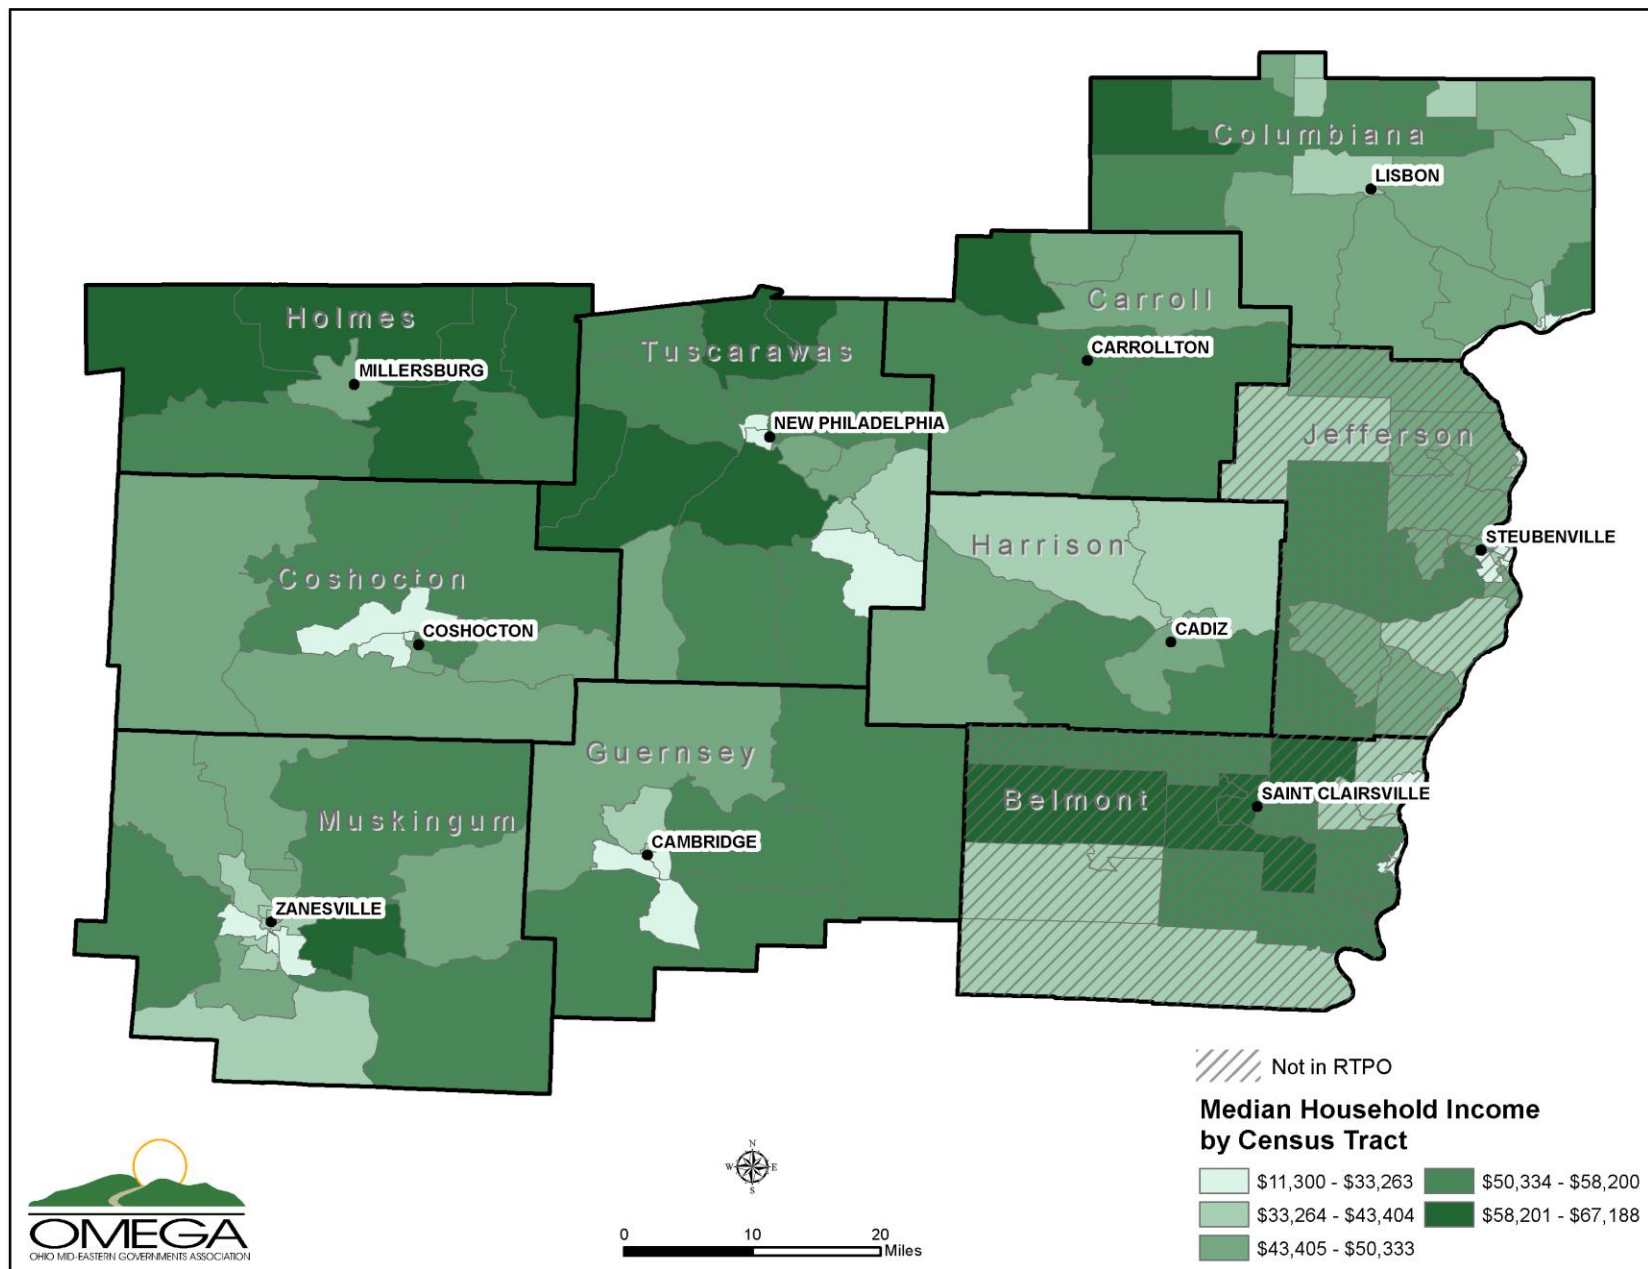 Columbiana
LISBON
Carroll
CARROLLTON
Holmes
MILLERSBURG
Tuscarawas
NEW PHILADELPHIA
Jefferson
STEUBENVILLE
Harrison
CADIZ
Coshocton
COSHOCTON
Guernsey
CAMBRIDGE
Belmont
SAINT CLAIRSVILLE
Muskingum
ZANESVILLE
Not in RTPO
Median Household Income
by Census Tract
$11,300 - $33,263
$33,264 - $43,404
$43,405 - $50,333
$50,334 - $58,200
$58,201 - $67,188
N
W E
S
0 10 20
Miles
OMEGA
OHIO MID-EASTERN GOVERNMENTS ASSOCIATION